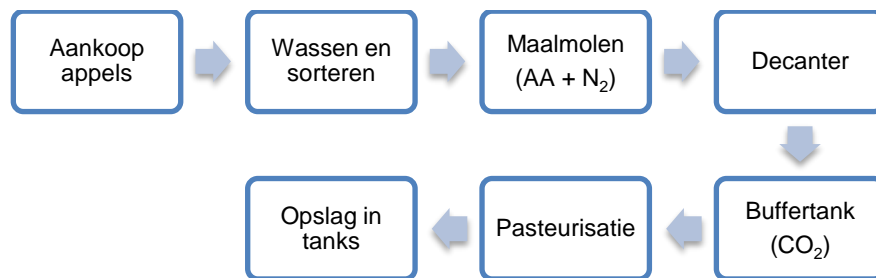 Aankoop
appels
Wassen en
sorteren
Maalmolen
(AA + N₂)
Decanter
Buffertank
(CO₂)
Pasteurisatie
Opslag in
tanks